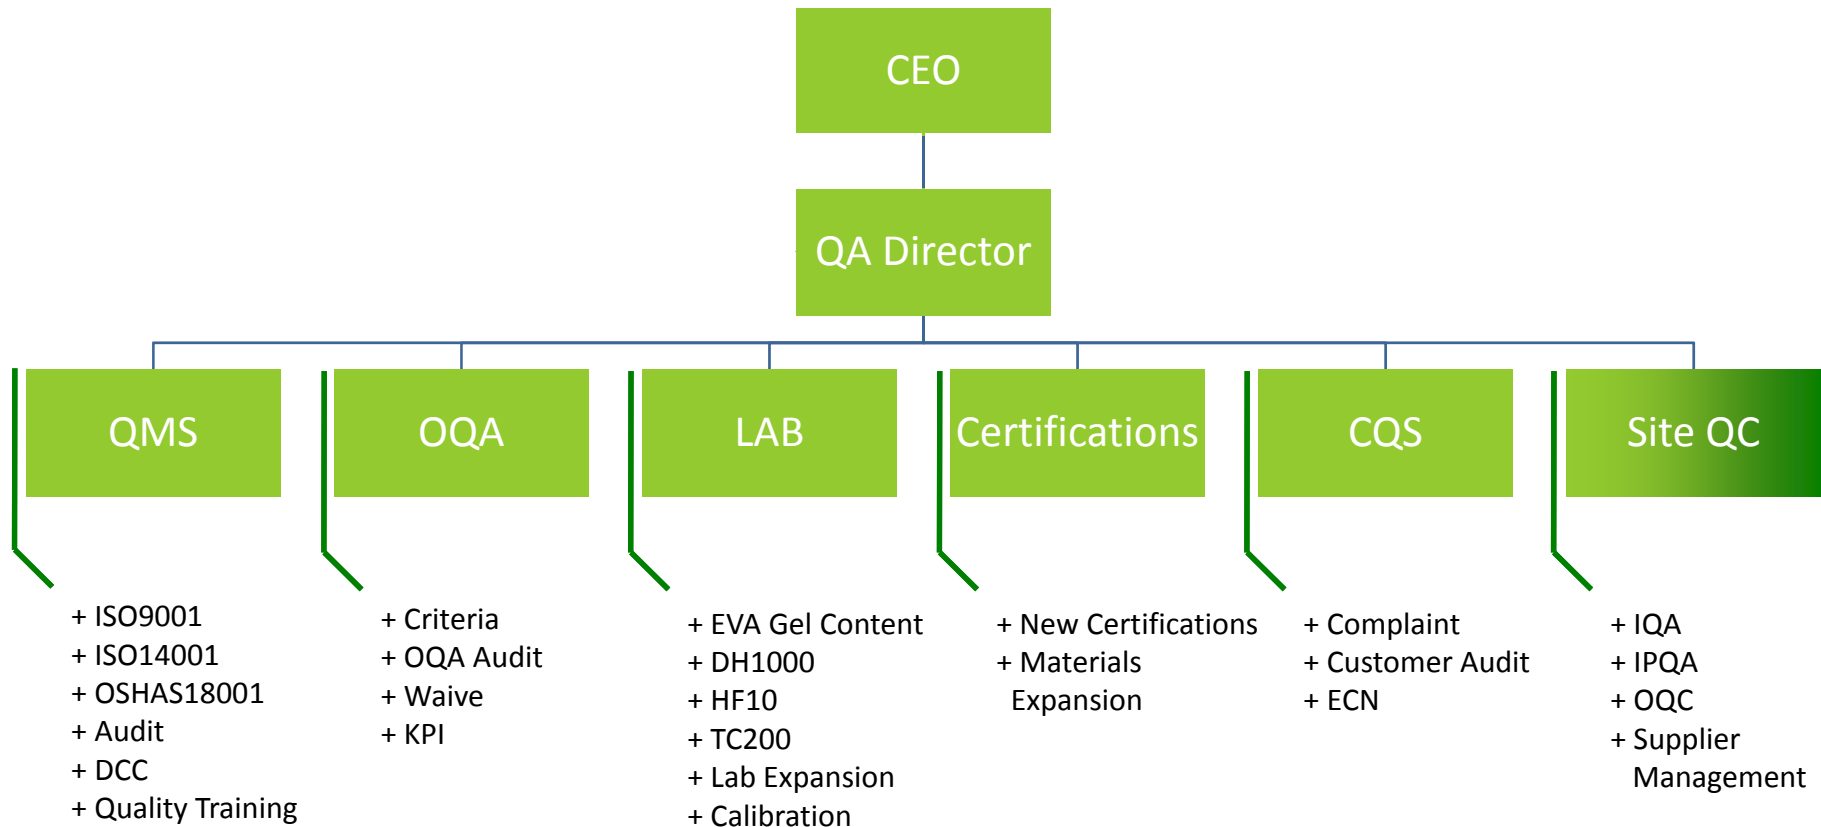 CEO
QA Director
QMS
OQA
LAB
Certifications
CQS
Site QC
+ ISO9001
+ ISO14001
+ OSHAS18001
+ Audit
+ DCC
+ Quality Training
+ Criteria
+ OQA Audit
+ Waive
+ KPI
+ EVA Gel Content
+ DH1000
+ HF10
+ TC200
+ Lab Expansion
+ Calibration
+ New Certifications
+ Materials
Expansion
+ Complaint
+ Customer Audit
+ ECN
+ IQA
+ IPQA
+ OQC
+ Supplier
Management